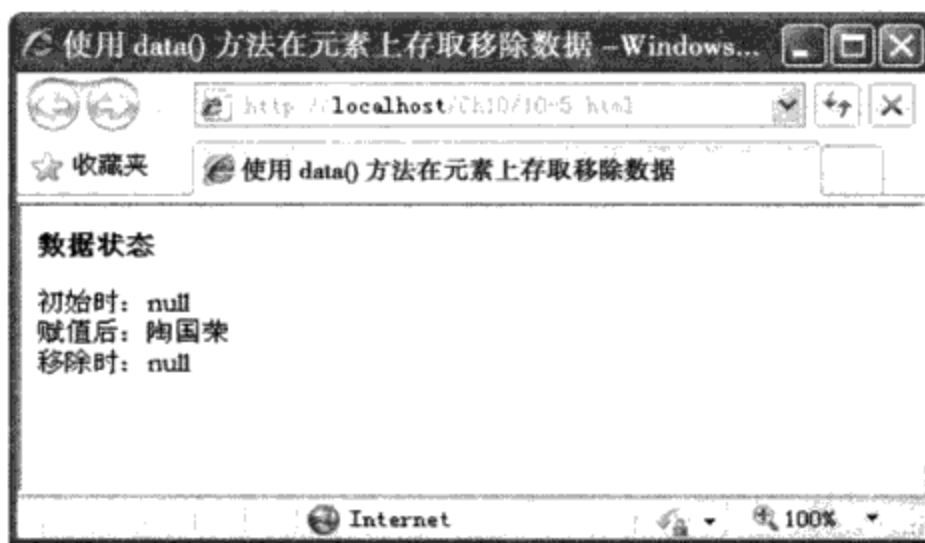 使用 data() 方法在元素上存取移除数据 –Windows...
http://localhost/Ch10/10-5.html
收藏夹
使用 data() 方法在元素上存取移除数据
数据状态
初始时：null
赋值后：陶国荣
移除时：null
Internet
100%